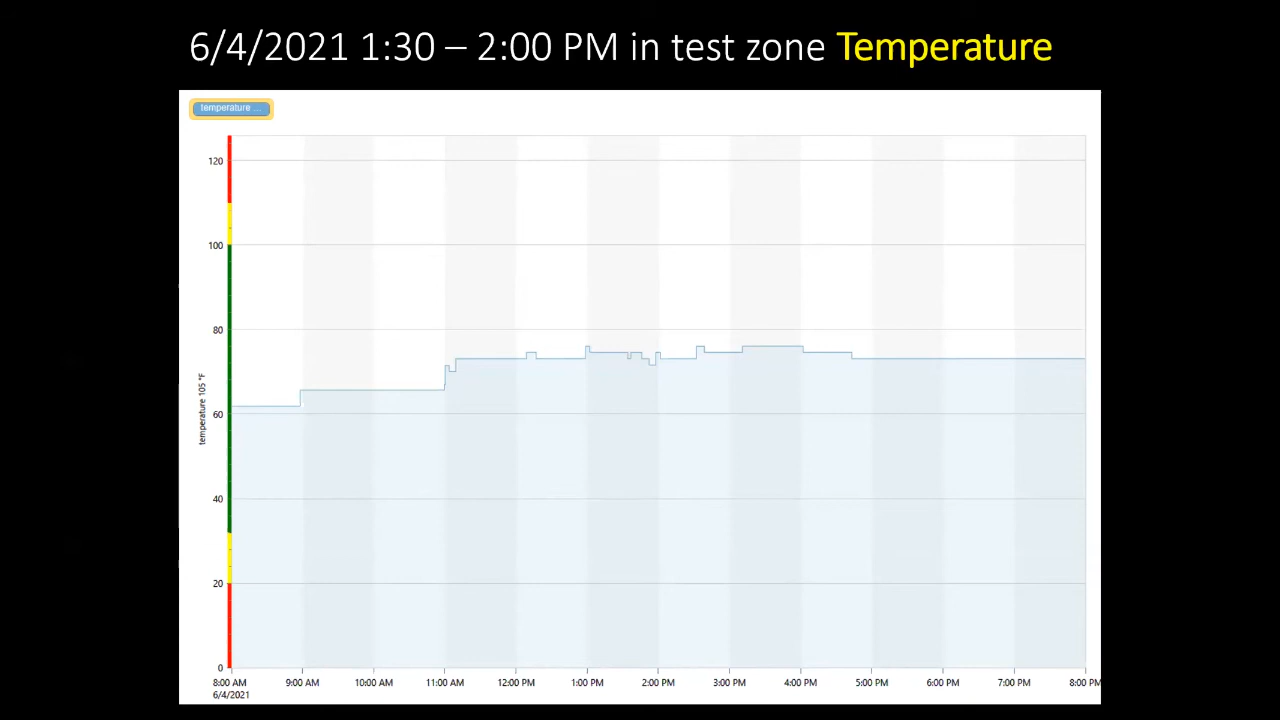 6/4/2021 1:30 – 2:00 PM in test zone Temperature
temperature ...
120
100
80
60
40
20
0
temperature 105 °F
8:00 AM 9:00 AM 10:00 AM 11:00 AM 12:00 PM 1:00 PM 2:00 PM 3:00 PM 4:00 PM 5:00 PM 6:00 PM 7:00 PM 8:00 PM
6/4/2021